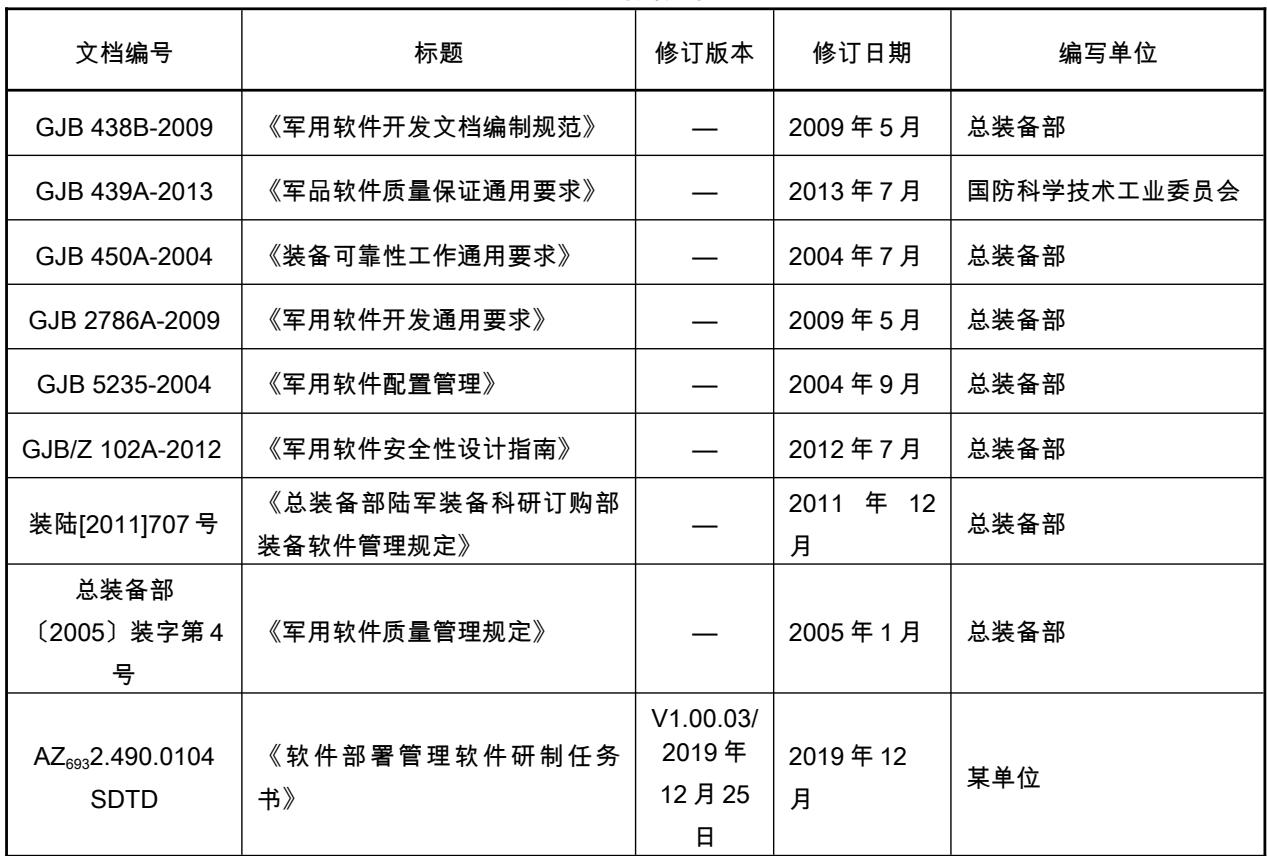 文档编号 标题 修订版本 修订日期 编写单位
GJB 438B-2009 《军用软件开发文档编制规范》 — 2009 年 5 月 总装备部
GJB 439A-2013 《军品软件质量保证通用要求》 — 2013 年 7 月 国防科学技术工业委员会
GJB 450A-2004 《装备可靠性工作通用要求》 — 2004 年 7 月 总装备部
GJB 2786A-2009 《军用软件开发通用要求》 — 2009 年 5 月 总装备部
GJB 5235-2004 《军用软件配置管理》 — 2004 年 9 月 总装备部
GJB/Z 102A-2012 《军用软件安全性设计指南》 — 2012 年 7 月 总装备部
装陆[2011]707 号
《总装备部陆军装备科研订购部
装备软件管理规定》
—
2011 年 12
月
总装备部
总装备部
〔2005〕装字第 4
号
《军用软件质量管理规定》
—
2005 年 1 月
总装备部
AZ₆₉₃2.490.0104
SDTD
《软件部署管理软件研制任务
书》
V1.00.03/
2019 年
12 月 25
日
2019 年 12
月
某单位